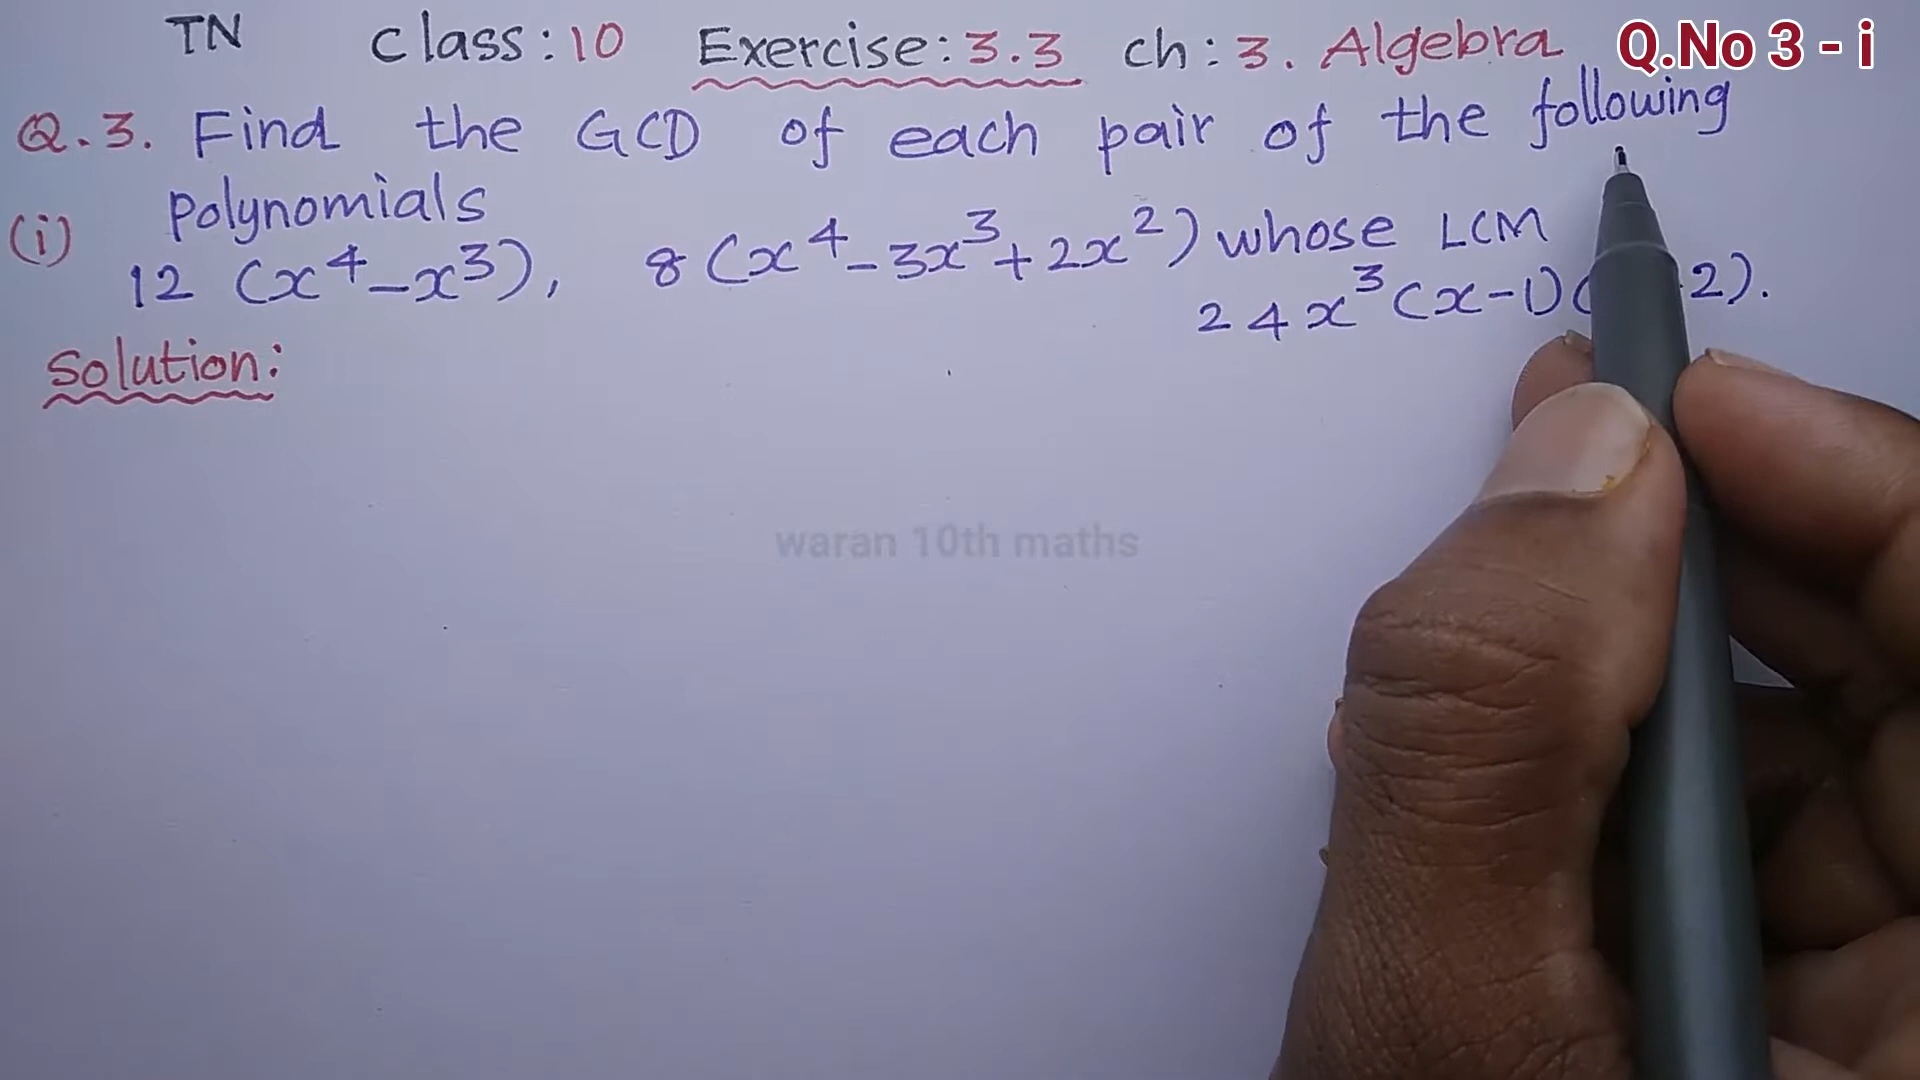 TN Class: 10 Exercise: 3.3 ch: 3. Algebra Q.No 3 - i
Q.3. Find the GCD of each pair of the following
polynomials
(i) 12 (x⁴-x³), 8 (x⁴-3x³+2x²) whose LCM
24x³(x-1)( 2).
Solution:
waran 10th maths